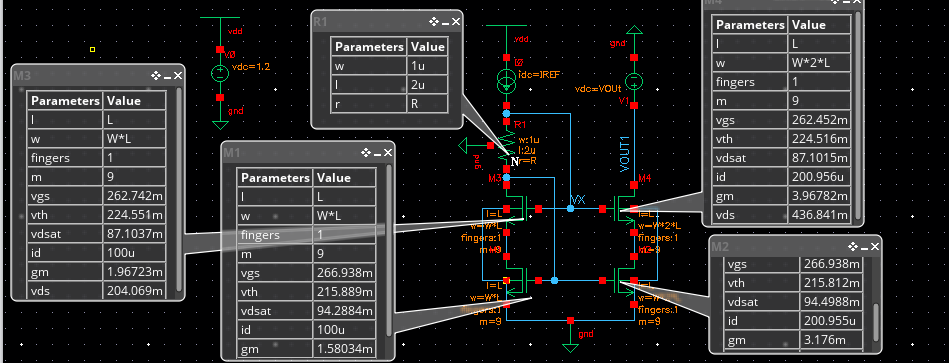 M3
Parameters Value
l L
w W*L
fingers 1
m 9
vgs 262.742m
vth 224.551m
vdsat 87.1037m
id 100u
gm 1.96723m
vds 204.069m
V0
vdd
vdc=1.2
gnd
M1
Parameters Value
l L
w W*L
fingers 1
m 9
vgs 266.938m
vth 215.889m
vdsat 94.2884m
id 100u
gm 1.58034m
R1
Parameters Value
w 1u
l 2u
r R
vdd
idc=IREF
R1
w:1u
l:2u
r=R
gnd
M3
l=L
w=W*L
fingers:1
VX
gnd
vdc=VOUt
V1
VOUT1
M4
l=L
w=W*2*L
fingers:1
m=9
l=L
w=W*L
fingers:1
m=9
fingers:1
m=9
gnd
M4
Parameters Value
l L
w W*2*L
fingers 1
m 9
vgs 262.452m
vth 224.516m
vdsat 87.1015m
id 200.956u
gm 3.96782m
vds 436.841m
M2
vgs 266.938m
vth 215.812m
vdsat 94.4988m
id 200.955u
gm 3.176m